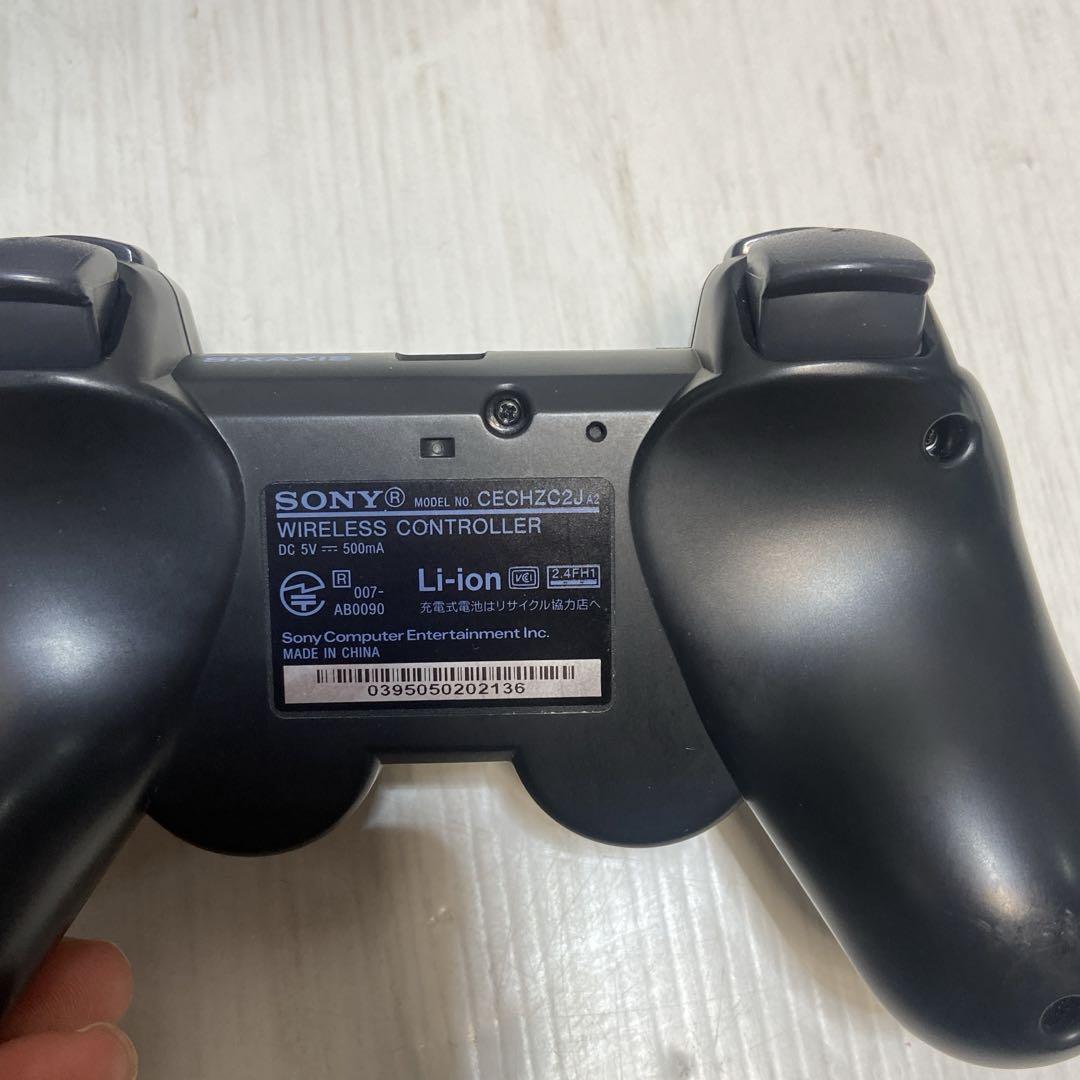 SIXAXIS
SONY® MODEL NO. CECHZC2J A2
WIRELESS CONTROLLER
DC 5V ⎓ 500mA
R 007-AB0090
Li-ion VCCI 2.4FH1
充電式電池はリサイクル協力店へ
Sony Computer Entertainment Inc.
MADE IN CHINA
0395050202136